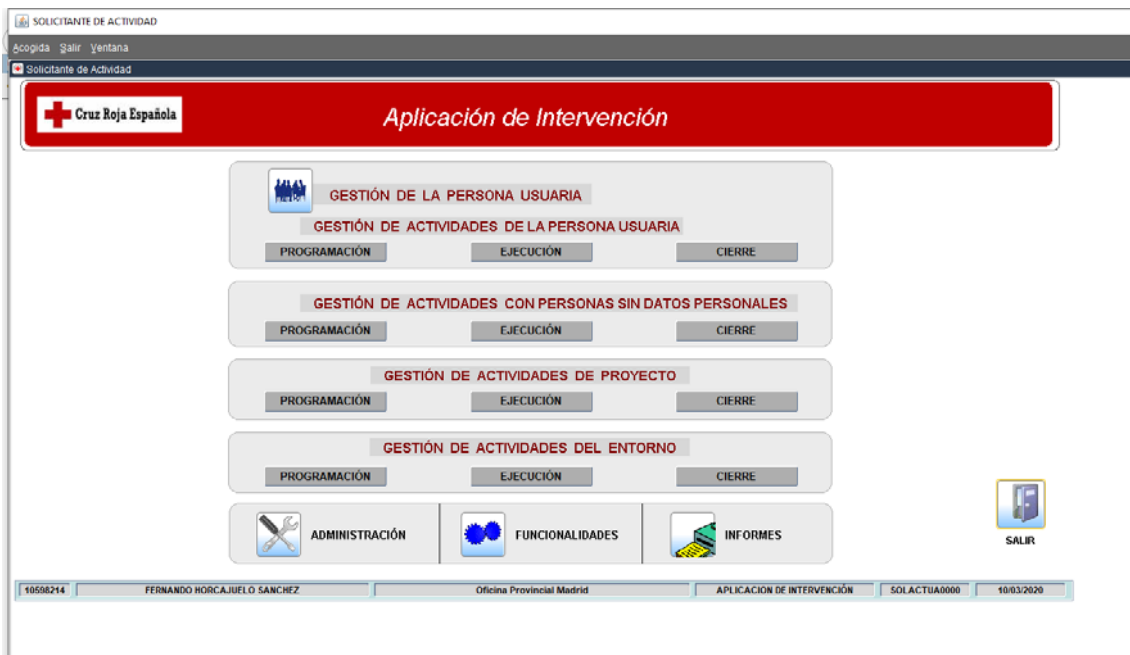 SOLICITANTE DE ACTIVIDAD
Acogida Salir Ventana
Solicitante de Actividad
Cruz Roja Española
Aplicación de Intervención
GESTIÓN DE LA PERSONA USUARIA
GESTIÓN DE ACTIVIDADES DE LA PERSONA USUARIA
PROGRAMACIÓN EJECUCIÓN CIERRE
GESTIÓN DE ACTIVIDADES CON PERSONAS SIN DATOS PERSONALES
PROGRAMACIÓN EJECUCIÓN CIERRE
GESTIÓN DE ACTIVIDADES DE PROYECTO
PROGRAMACIÓN EJECUCIÓN CIERRE
GESTIÓN DE ACTIVIDADES DEL ENTORNO
PROGRAMACIÓN EJECUCIÓN CIERRE
ADMINISTRACIÓN FUNCIONALIDADES INFORMES
SALIR
10598214 FERNANDO HORCAJUELO SANCHEZ Oficina Provincial Madrid APLICACION DE INTERVENCIÓN SOLACTUA0000 10/03/2020